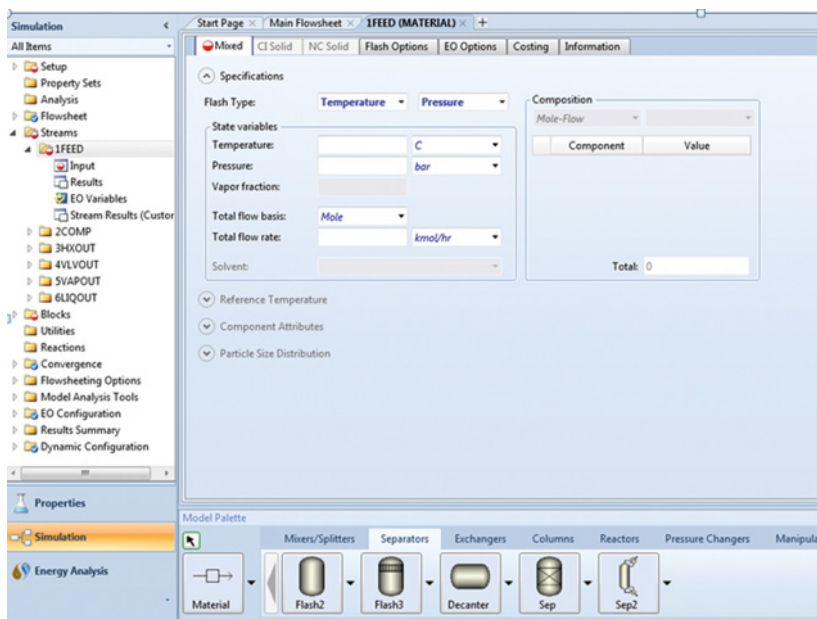 Simulation
All Items
Setup
Property Sets
Analysis
Flowsheet
Streams
1FEED
Input
Results
EO Variables
Stream Results (Custor
2COMP
3HXOUT
4VLVOUT
5VAPOUT
6LIQOUT
Blocks
Utilities
Reactions
Convergence
Flowsheeting Options
Model Analysis Tools
EO Configuration
Results Summary
Dynamic Configuration
Properties
Simulation
Energy Analysis
Start Page Main Flowsheet 1FEED (MATERIAL) +
Mixed CI Solid NC Solid Flash Options EO Options Costing Information
Specifications
Flash Type: Temperature Pressure
State variables
Temperature: C
Pressure: bar
Vapor fraction:
Total flow basis: Mole
Total flow rate: kmol/hr
Solvent:
Composition
Mole-Flow
Component Value
Total: 0
Reference Temperature
Component Attributes
Particle Size Distribution
Model Palette
Mixers/Splitters Separators Exchangers Columns Reactors Pressure Changers Manipula
Material Flash2 Flash3 Decanter Sep Sep2